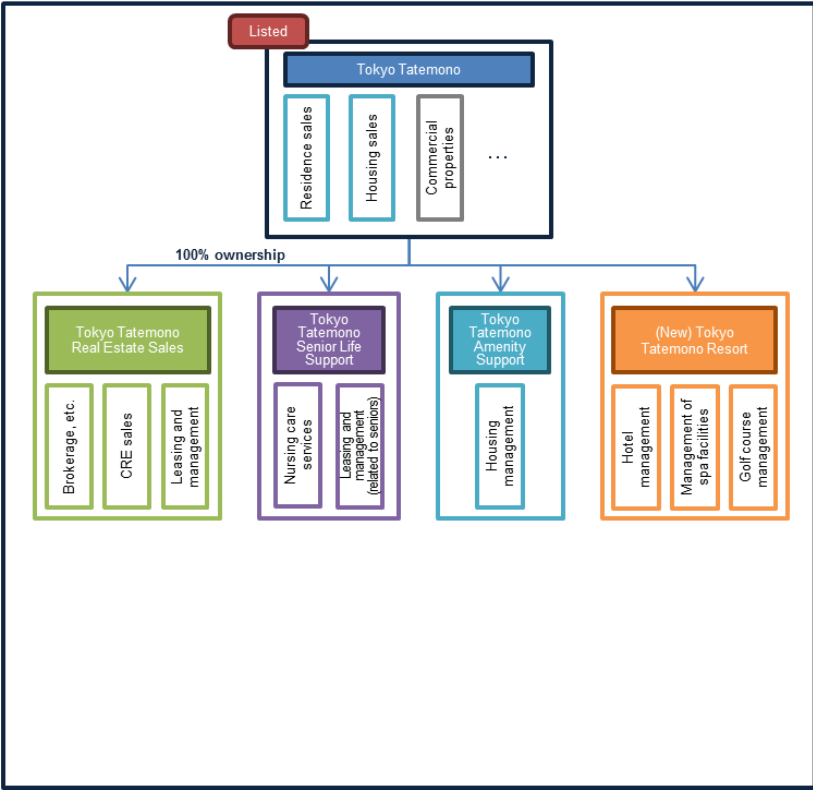 Listed
Tokyo Tatemono
Residence sales
Housing sales
Commercial
properties
...
100% ownership
Tokyo Tatemono
Real Estate Sales
Brokerage, etc.
CRE sales
Leasing and
management
Tokyo
Tatemono
Senior Life
Support
Nursing care
services
Leasing and
management
(related to seniors)
Tokyo
Tatemono
Amenity
Support
Housing
management
(New) Tokyo
Tatemono Resort
Hotel
management
Management of
spa facilities
Golf course
management